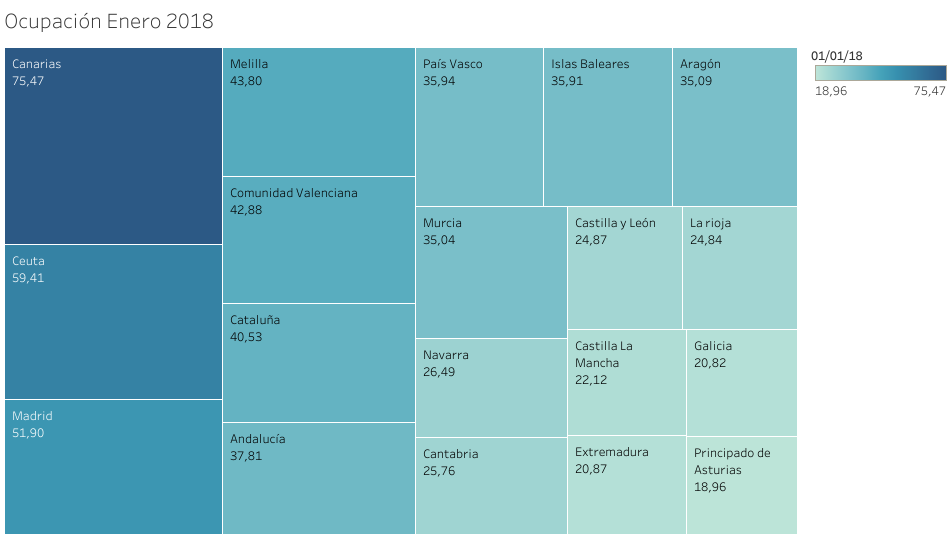 Ocupación Enero 2018
Canarias
75,47
Ceuta
59,41
Madrid
51,90
Melilla
43,80
Comunidad Valenciana
42,88
Cataluña
40,53
Andalucía
37,81
País Vasco
35,94
Islas Baleares
35,91
Aragón
35,09
Murcia
35,04
Navarra
26,49
Cantabria
25,76
Castilla y León
24,87
La rioja
24,84
Castilla La
Mancha
22,12
Galicia
20,82
Extremadura
20,87
Principado de
Asturias
18,96
01/01/18
18,96 75,47